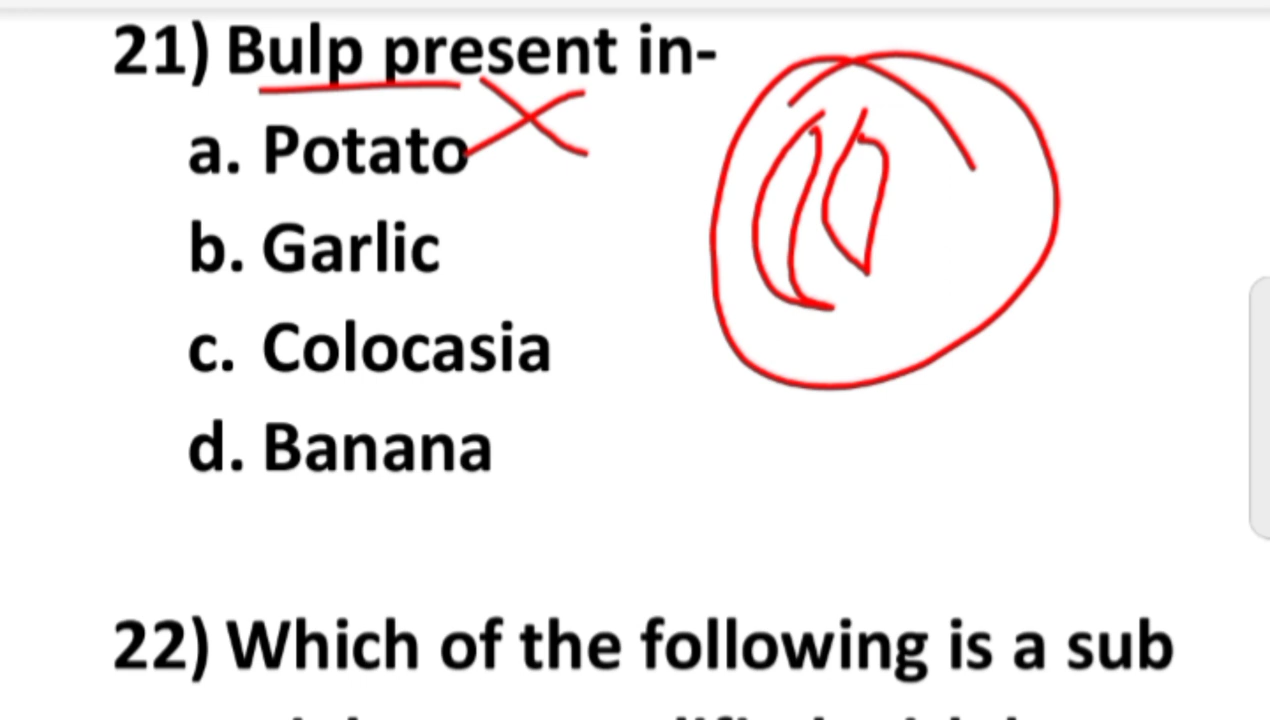 21) Bulp present in-
a. Potato
b. Garlic
c. Colocasia
d. Banana
22) Which of the following is a sub